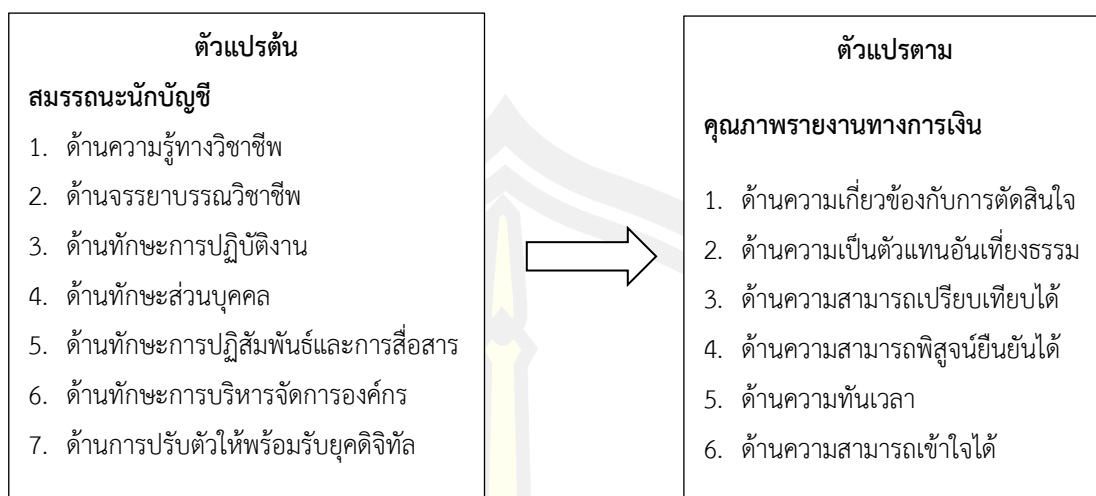 ตัวแปรต้น
สมรรถนะนักบัญชี
1. ด้านความรู้ทางวิชาชีพ
2. ด้านจรรยาบรรณวิชาชีพ
3. ด้านทักษะการปฏิบัติงาน
4. ด้านทักษะส่วนบุคคล
5. ด้านทักษะการปฏิสัมพันธ์และการสื่อสาร
6. ด้านทักษะการบริหารจัดการองค์กร
7. ด้านการปรับตัวให้พร้อมรับยุคดิจิทัล
ตัวแปรตาม
คุณภาพรายงานทางการเงิน
1. ด้านความเกี่ยวข้องกับการตัดสินใจ
2. ด้านความเป็นตัวแทนอันเที่ยงธรรม
3. ด้านความสามารถเปรียบเทียบได้
4. ด้านความสามารถพิสูจน์ยืนยันได้
5. ด้านความทันเวลา
6. ด้านความสามารถเข้าใจได้